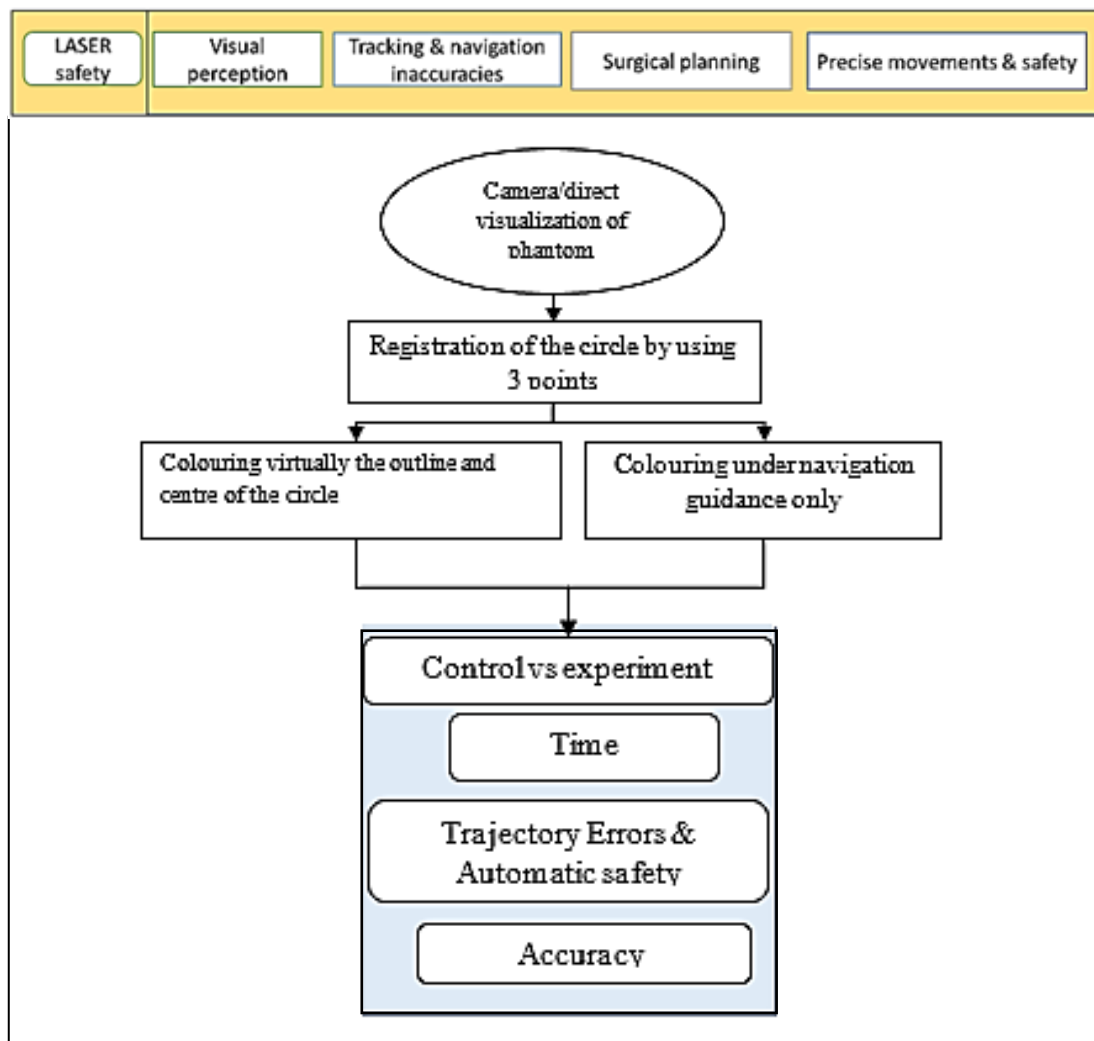 LASER
safety
Visual
perception
Tracking & navigation
inaccuracies
Surgical planning
Precise movements & safety
Camera/direct
visualization of
phantom
Registration of the circle by using
3 points
Colouring virtually the outline and
centre of the circle
Colouring under navigation
guidance only
Control vs experiment
Time
Trajectory Errors &
Automatic safety
Accuracy